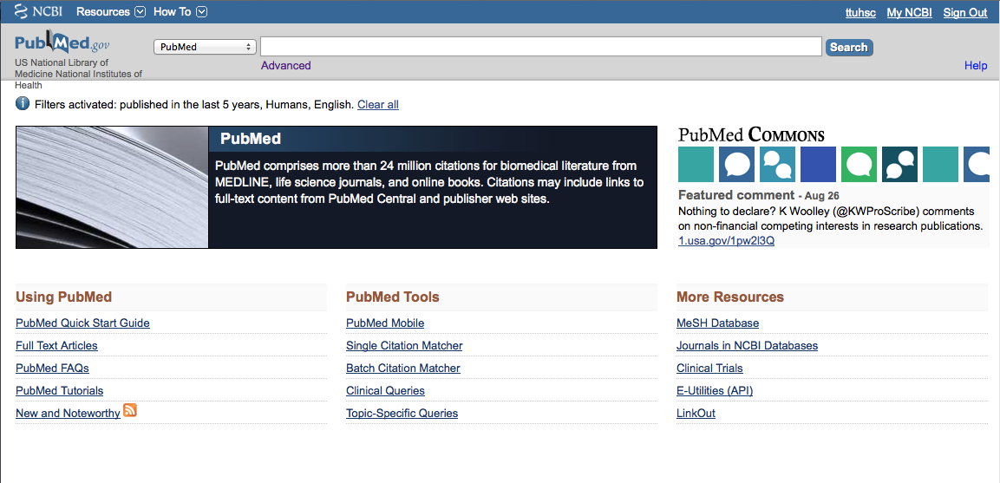 NCBI Resources How To ttuhsc My NCBI Sign Out
PubMed.gov
US National Library of
Medicine National Institutes of
Health
PubMed Search
Advanced Help
Filters activated: published in the last 5 years, Humans, English. Clear all
PubMed
PubMed comprises more than 24 million citations for biomedical literature from
MEDLINE, life science journals, and online books. Citations may include links to
full-text content from PubMed Central and publisher web sites.
PubMed Commons
Featured comment - Aug 26
Nothing to declare? K Woolley (@KWProScribe) comments
on non-financial competing interests in research publications.
1.usa.gov/1pw2l3Q
Using PubMed
PubMed Quick Start Guide
Full Text Articles
PubMed FAQs
PubMed Tutorials
New and Noteworthy
PubMed Tools
PubMed Mobile
Single Citation Matcher
Batch Citation Matcher
Clinical Queries
Topic-Specific Queries
More Resources
MeSH Database
Journals in NCBI Databases
Clinical Trials
E-Utilities (API)
LinkOut